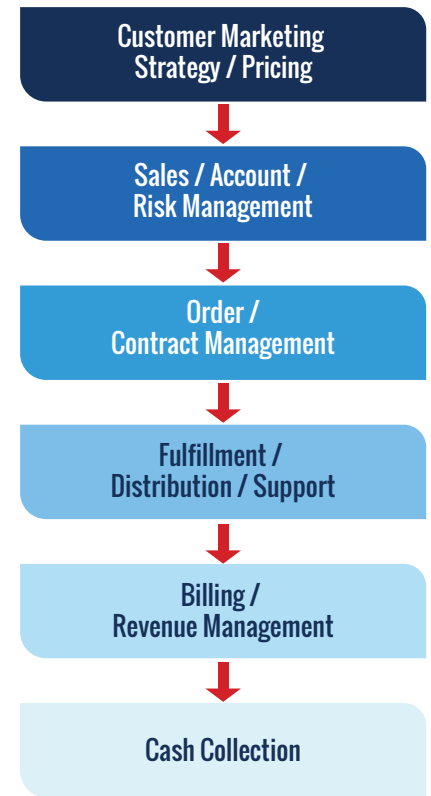 Customer Marketing
Strategy / Pricing
Sales / Account /
Risk Management
Order /
Contract Management
Fulfillment /
Distribution / Support
Billing /
Revenue Management
Cash Collection